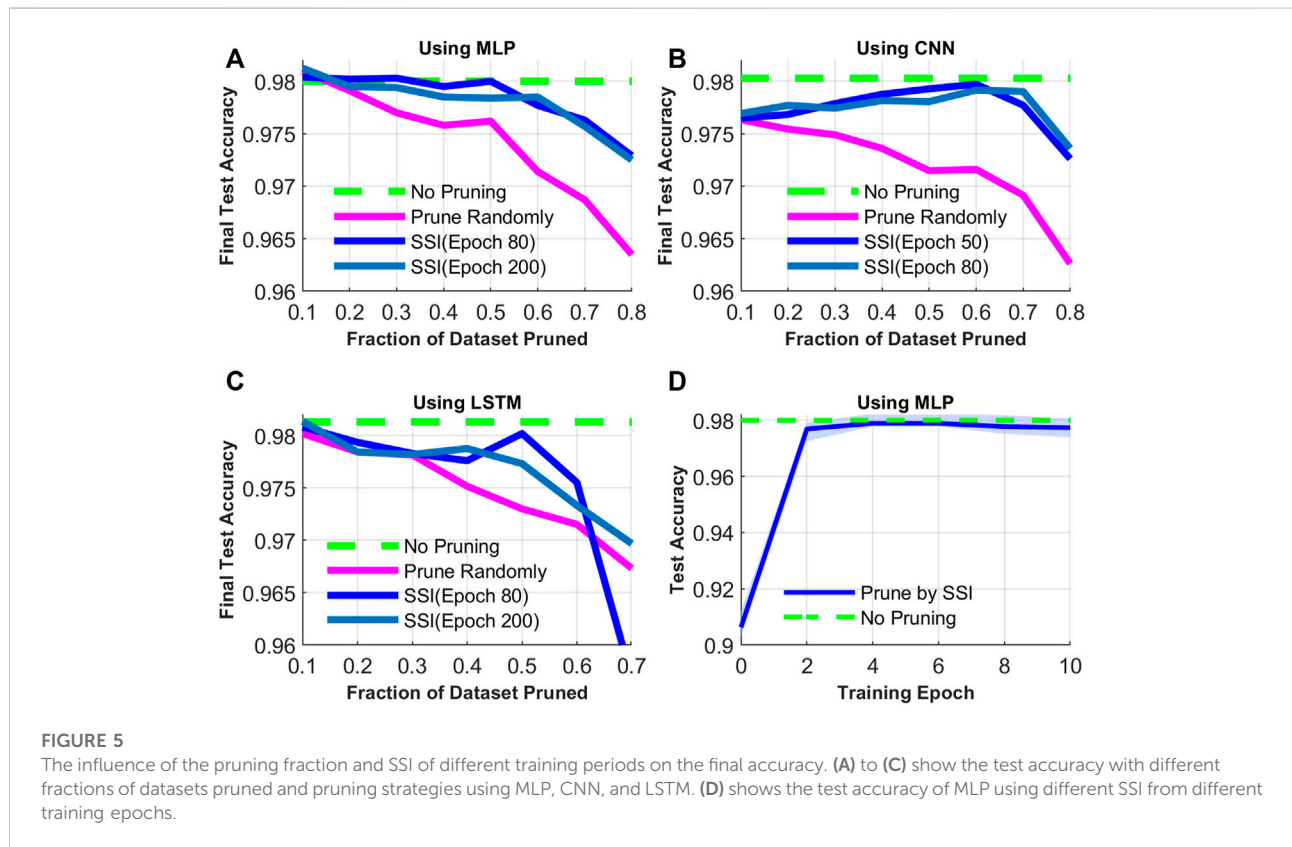 A
Using MLP
Final Test Accuracy
0.98
0.975
0.97
0.965
0.96
No Pruning
Prune Randomly
SSI(Epoch 80)
SSI(Epoch 200)
0.1 0.2 0.3 0.4 0.5 0.6 0.7 0.8
Fraction of Dataset Pruned
B
Using CNN
Final Test Accuracy
0.98
0.975
0.97
0.965
0.96
No Pruning
Prune Randomly
SSI(Epoch 50)
SSI(Epoch 80)
0.1 0.2 0.3 0.4 0.5 0.6 0.7 0.8
Fraction of Dataset Pruned
C
Using LSTM
Final Test Accuracy
0.98
0.975
0.97
0.965
0.96
No Pruning
Prune Randomly
SSI(Epoch 80)
SSI(Epoch 200)
0.1 0.2 0.3 0.4 0.5 0.6 0.7
Fraction of Dataset Pruned
D
Using MLP
Test Accuracy
0.98
0.96
0.94
0.92
0.9
Prune by SSI
No Pruning
0 2 4 6 8 10
Training Epoch
FIGURE 5
The influence of the pruning fraction and SSI of different training periods on the final accuracy. (A) to (C) show the test accuracy with different
fractions of datasets pruned and pruning strategies using MLP, CNN, and LSTM. (D) shows the test accuracy of MLP using different SSI from different
training epochs.